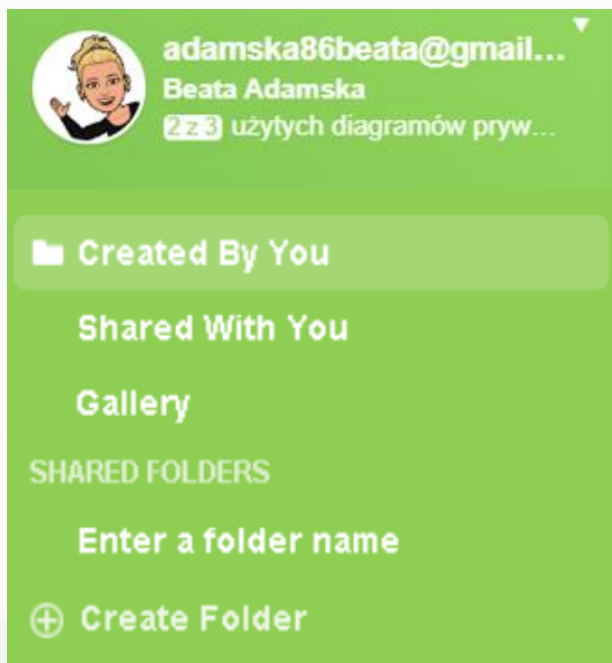 adamska86beata@gmail...
Beata Adamska
2 z 3 użytych diagramów pryw...
Created By You
Shared With You
Gallery
SHARED FOLDERS
Enter a folder name
Create Folder